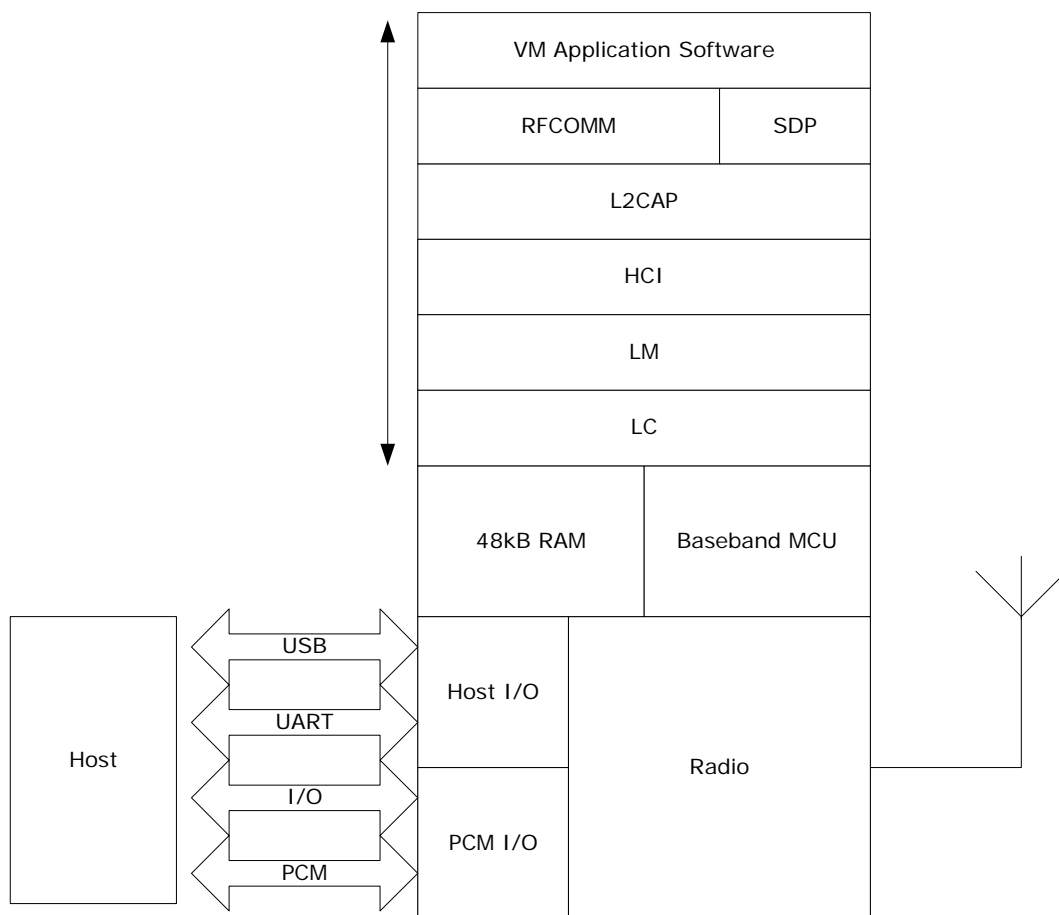 VM Application Software
RFCOMM
SDP
L2CAP
HCI
LM
LC
48kB RAM
Baseband MCU
USB
Host I/O
UART
Radio
Host
I/O
PCM I/O
PCM